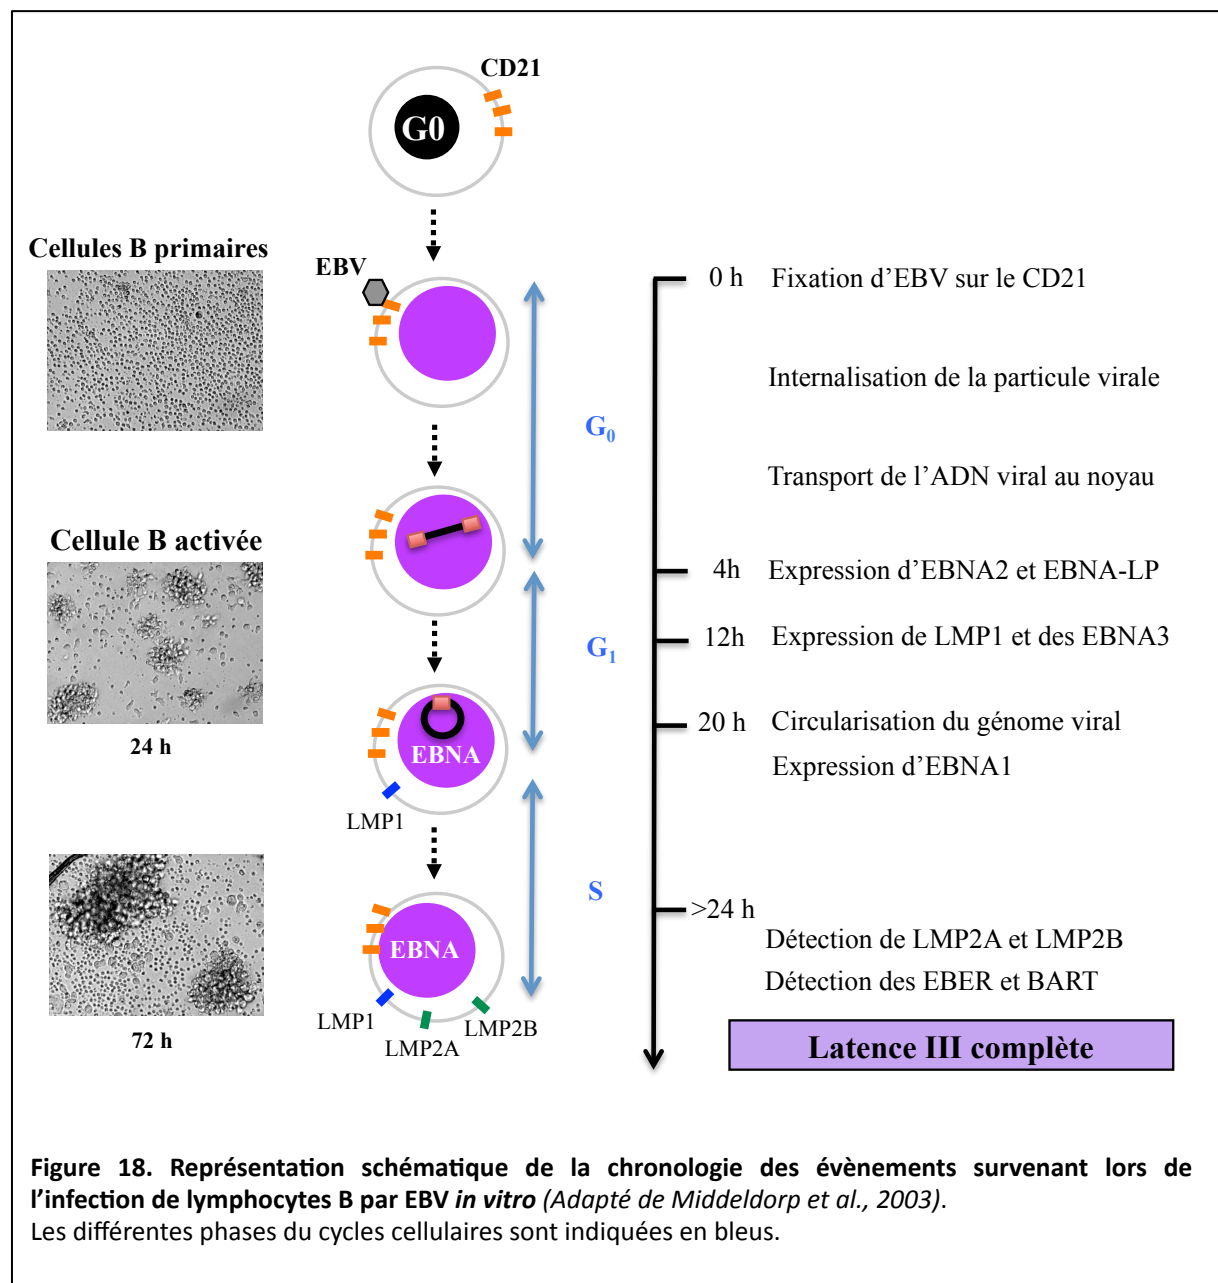 CD21
G0
Cellules B primaires
EBV
0 h
Fixation d’EBV sur le CD21
Internalisation de la particule virale
G0
Transport de l’ADN viral au noyau
Cellule B activée
4h
Expression d’EBNA2 et EBNA-LP
12h
Expression de LMP1 et des EBNA3
G1
20 h
Circularisation du génome viral
Expression d’EBNA1
EBNA
24 h
LMP1
S
>24 h
Détection de LMP2A et LMP2B
Détection des EBER et BART
EBNA
LMP1
LMP2A
LMP2B
72 h
Latence III complète
Figure 18. Représentation schématique de la chronologie des évènements survenant lors de
l’infection de lymphocytes B par EBV in vitro (Adapté de Middeldorp et al., 2003).
Les différentes phases du cycles cellulaires sont indiquées en bleus.